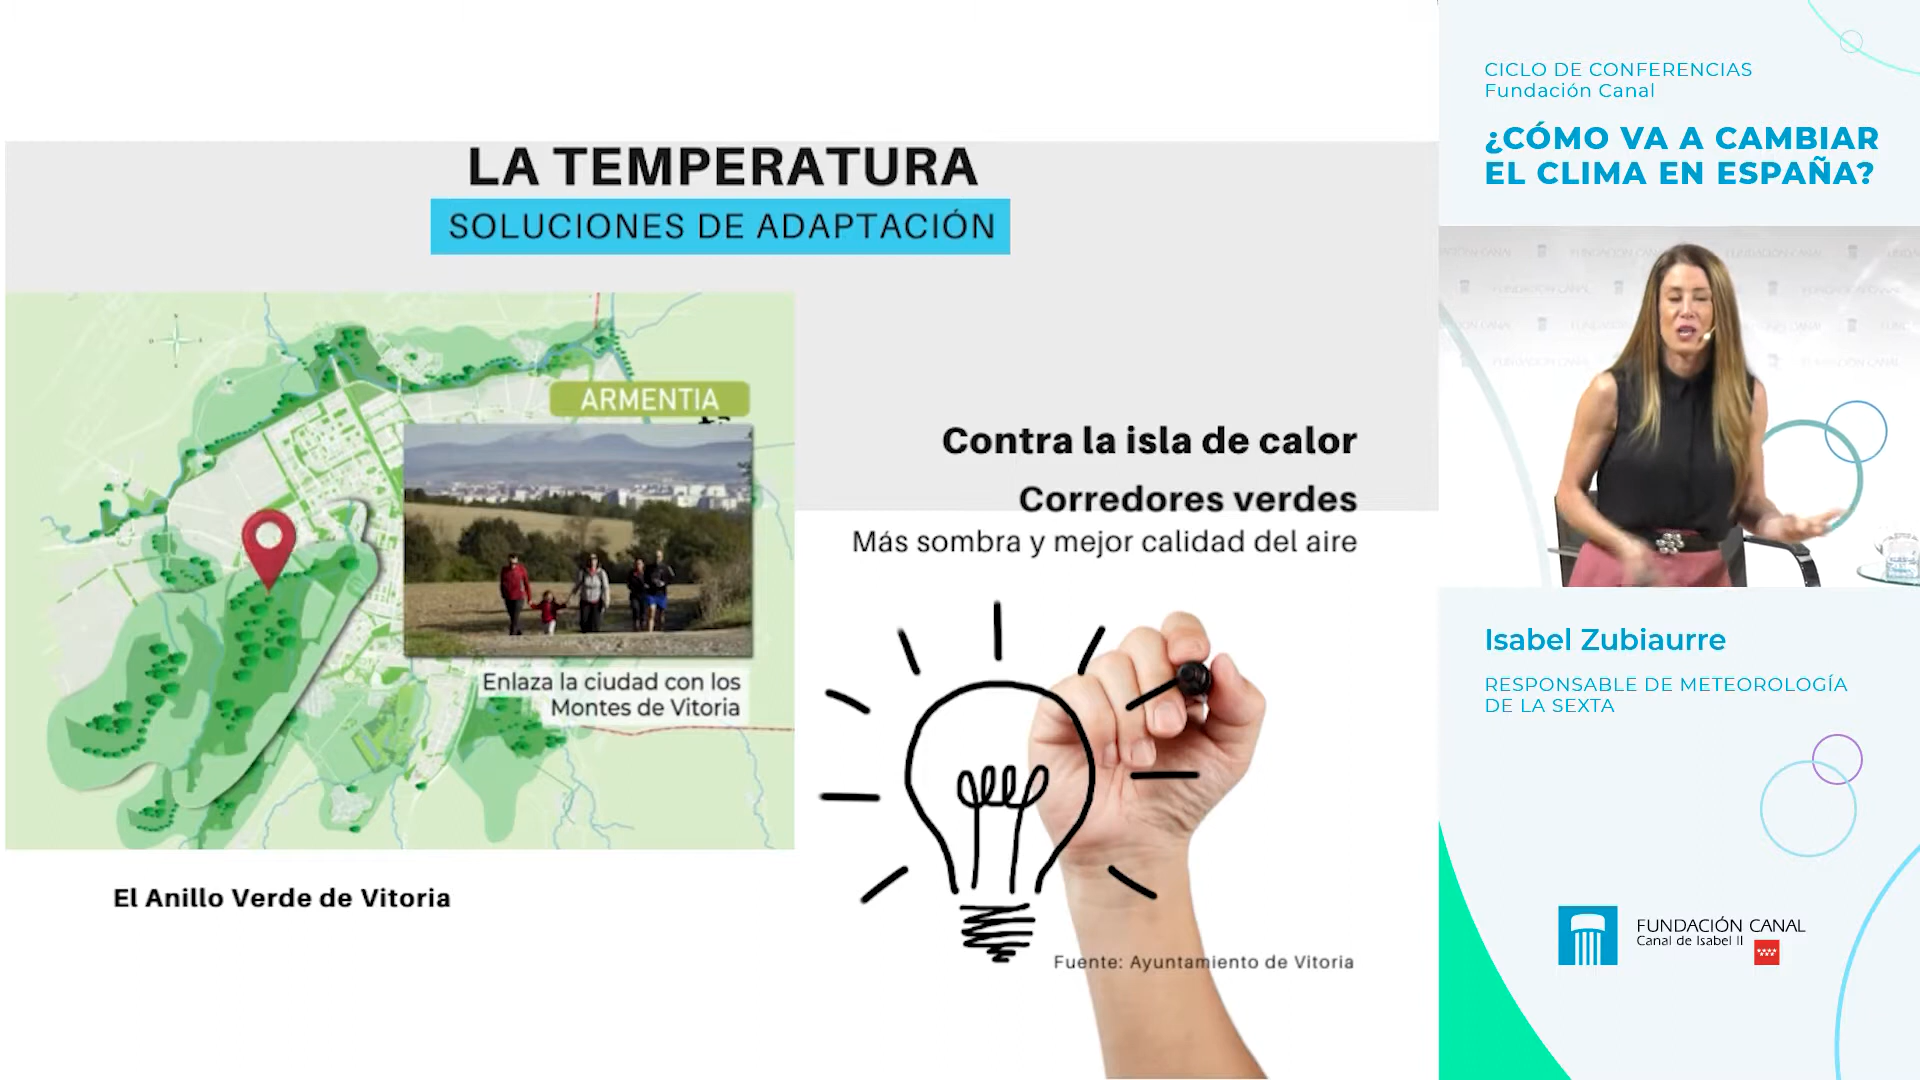 LA TEMPERATURA
SOLUCIONES DE ADAPTACIÓN
ARMENTIA
Enlaza la ciudad con los
Montes de Vitoria
El Anillo Verde de Vitoria
Contra la isla de calor
Corredores verdes
Más sombra y mejor calidad del aire
Fuente: Ayuntamiento de Vitoria
CICLO DE CONFERENCIAS
Fundación Canal
¿CÓMO VA A CAMBIAR
EL CLIMA EN ESPAÑA?
Isabel Zubiaurre
RESPONSABLE DE METEOROLOGÍA
DE LA SEXTA
FUNDACIÓN CANAL
Canal de Isabel II